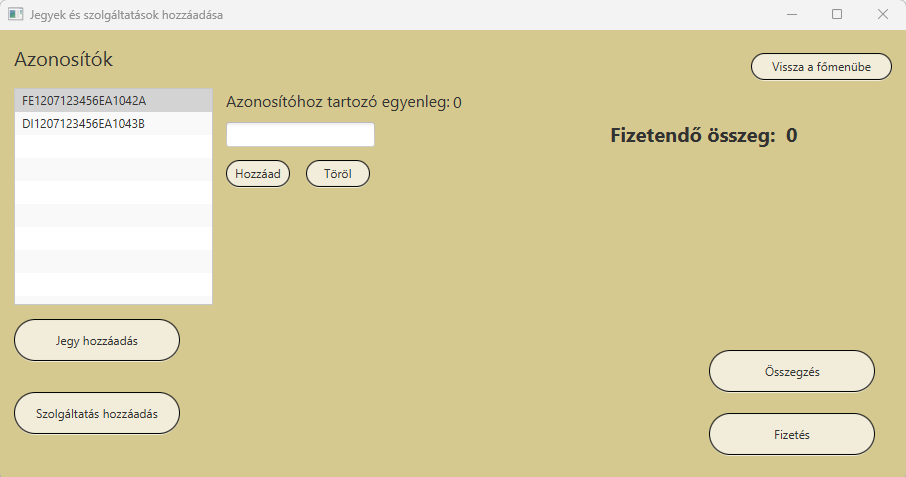 Jegyek és szolgáltatások hozzáadása
Azonosítók
Vissza a főmenübe
FE1207123456EA1042A
DI1207123456EA1043B
Azonosítóhoz tartozó egyenleg: 0
Fizetendő összeg: 0
Hozzáad
Töröl
Jegy hozzáadás
Szolgáltatás hozzáadás
Összegzés
Fizetés